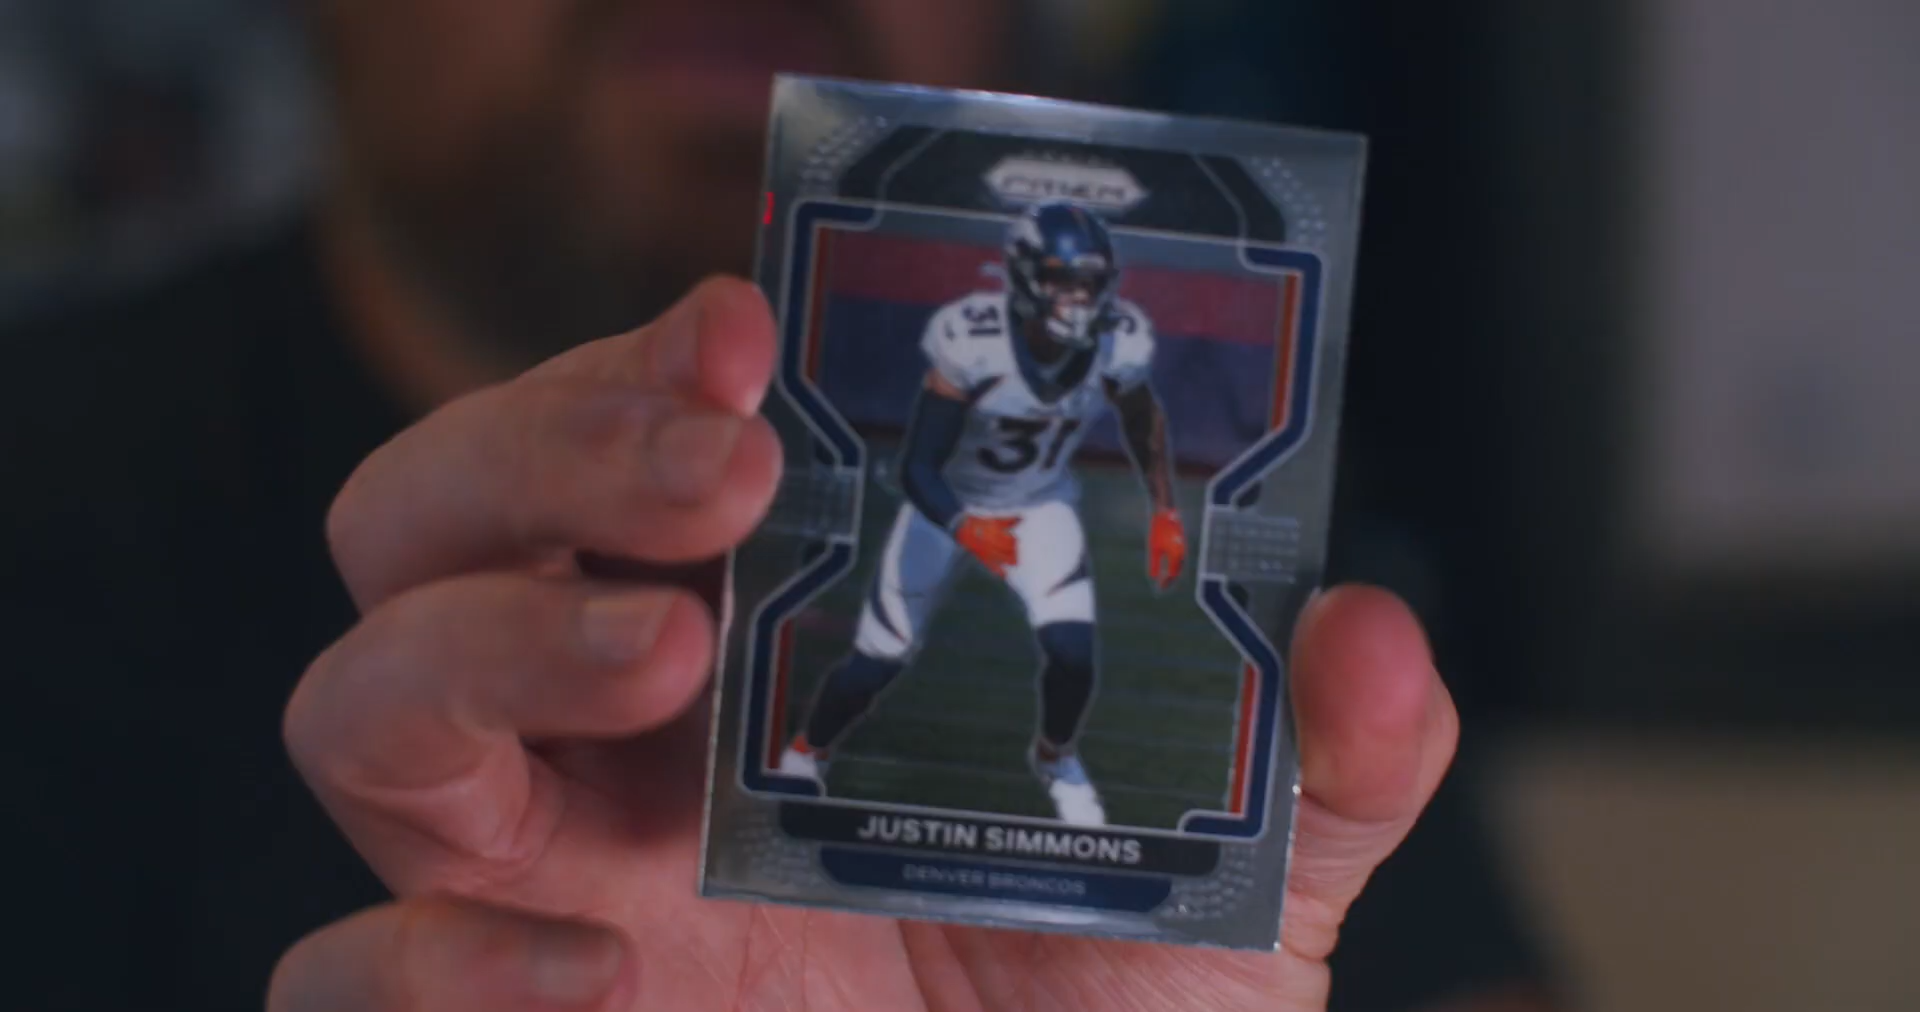 PRIZM
31
31
JUSTIN SIMMONS
DENVER BRONCOS